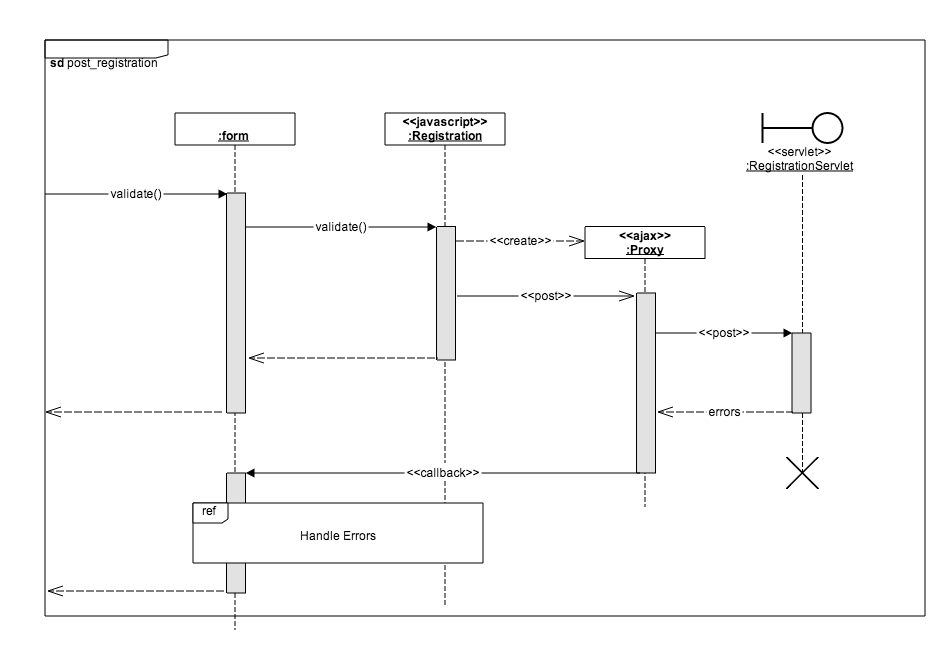 sd post_registration
:form
<<javascript>>
:Registration
<<servlet>>
:RegistrationServlet
validate()
validate()
<<create>>
<<ajax>>
:Proxy
<<post>>
<<post>>
errors
<<callback>>
ref
Handle Errors